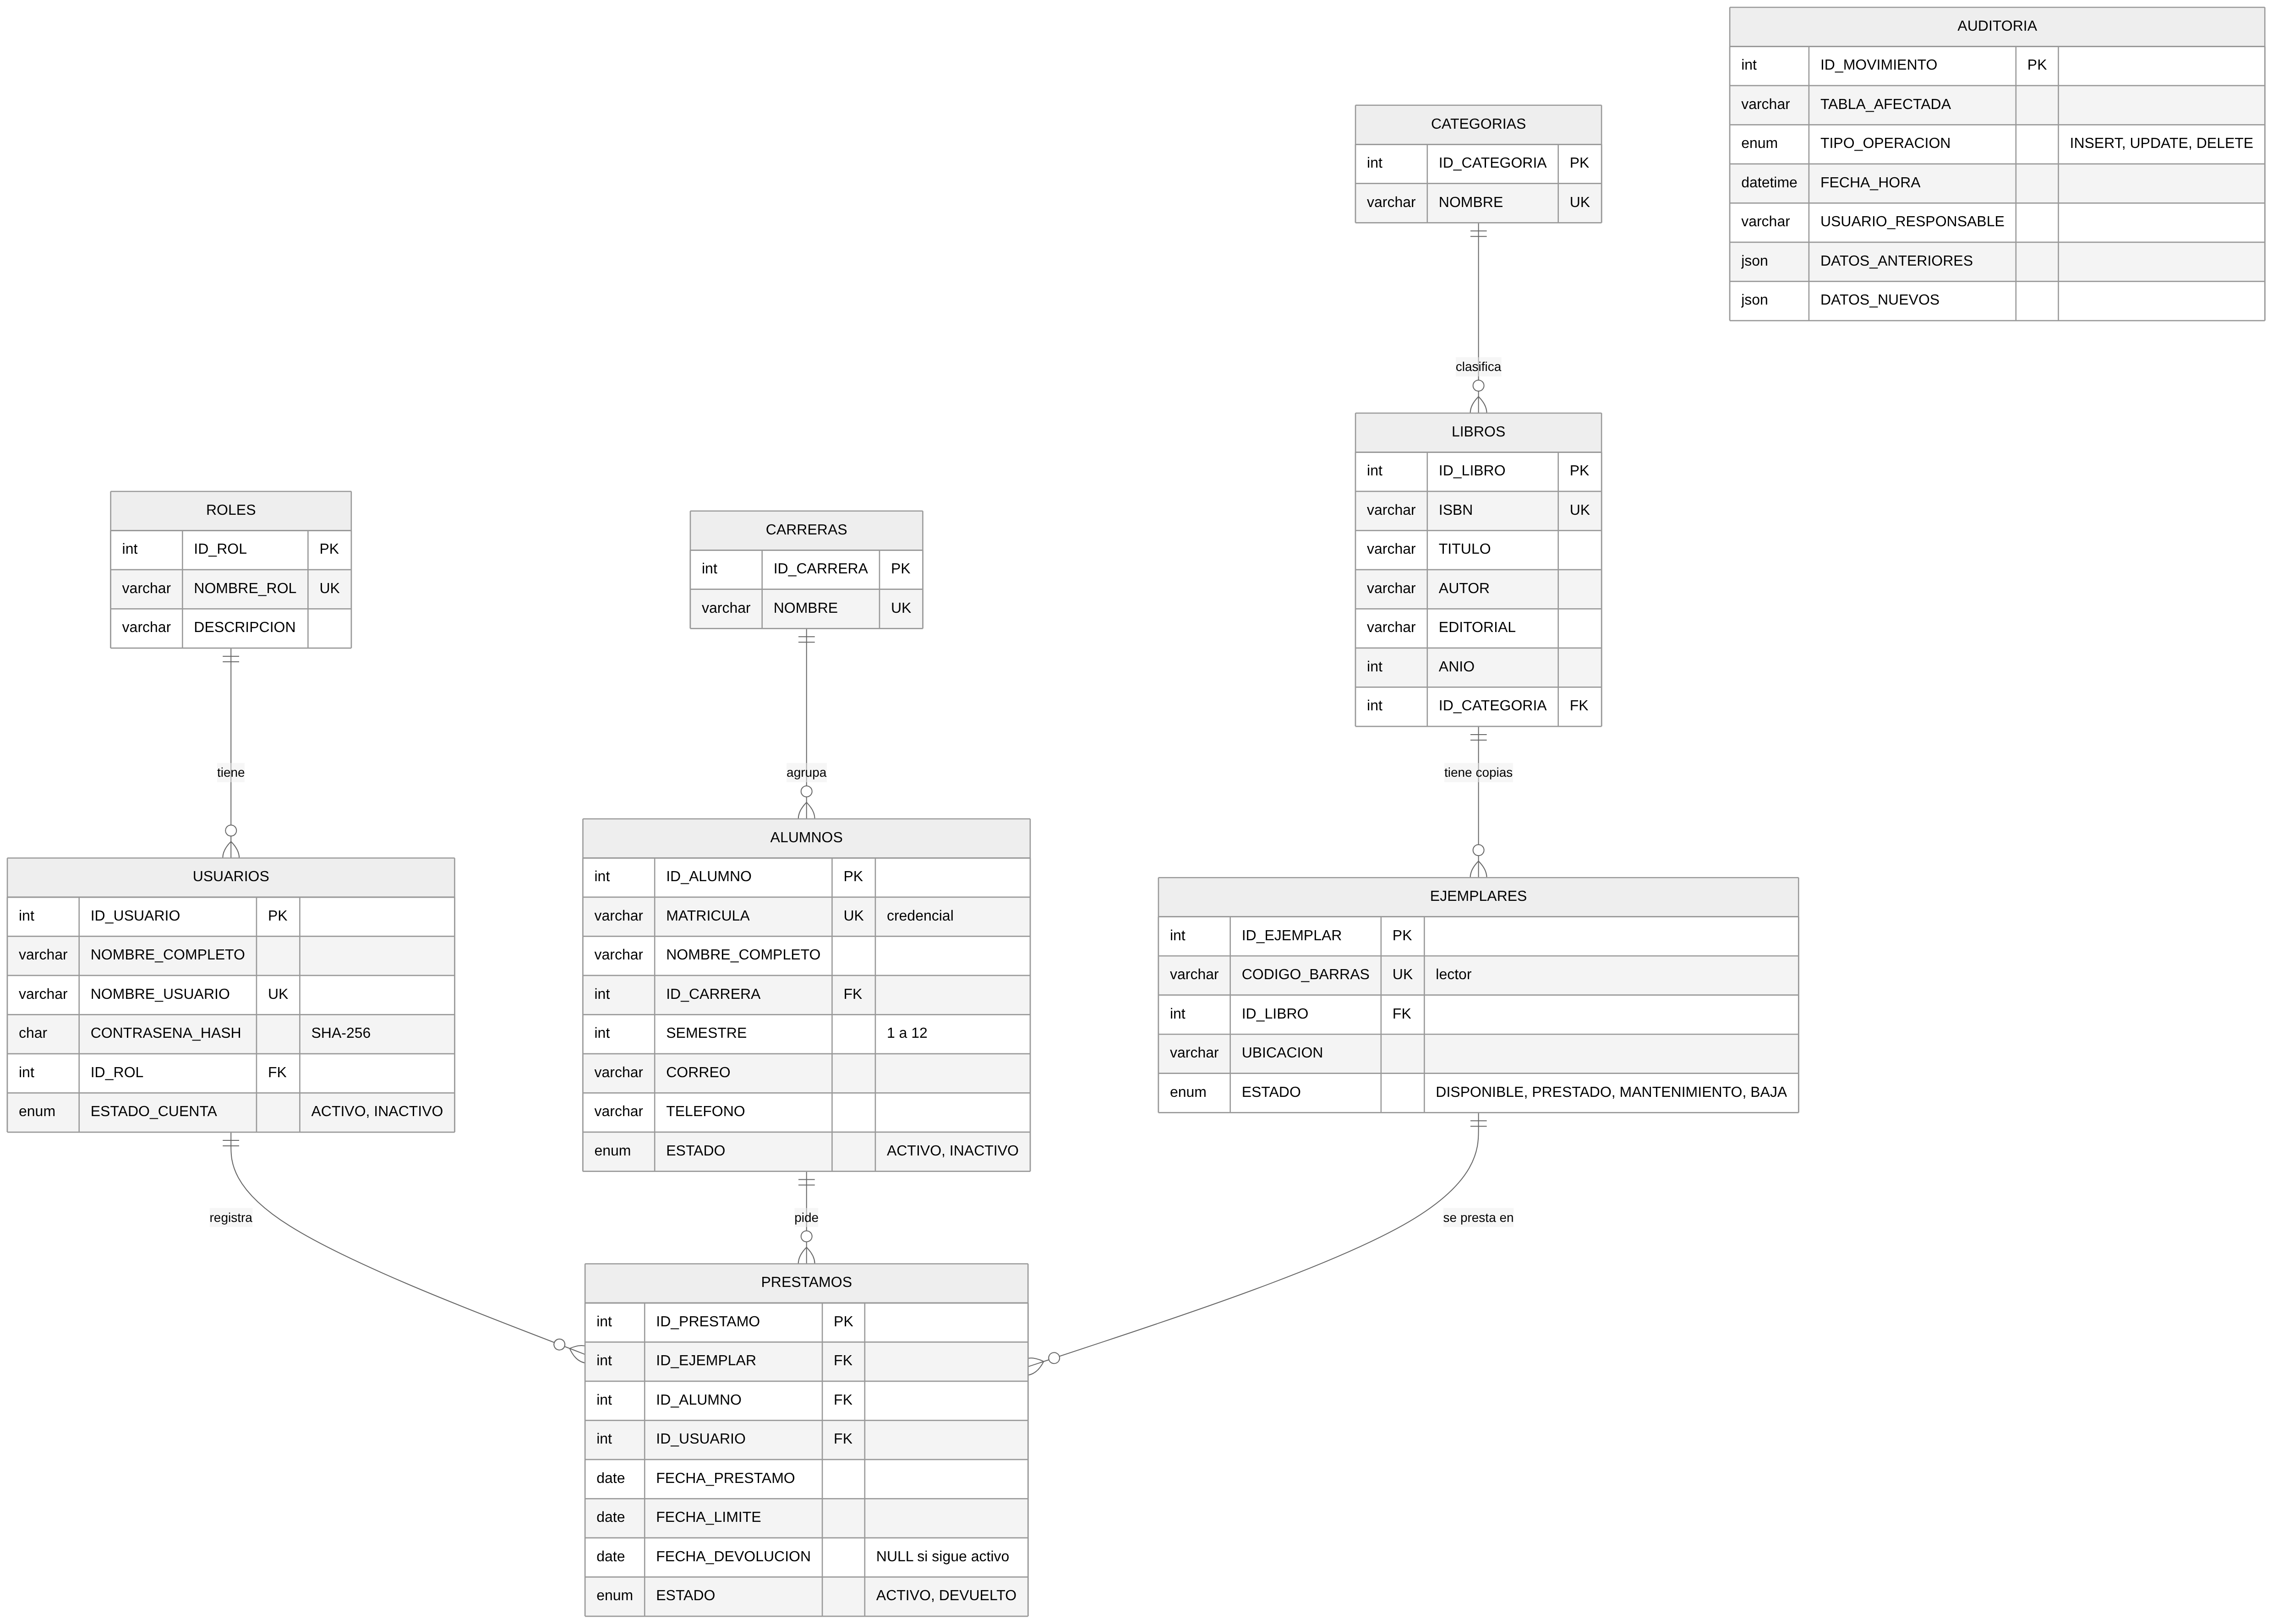 AUDITORIA
int ID_MOVIMIENTO PK
varchar TABLA_AFECTADA
enum TIPO_OPERACION INSERT, UPDATE, DELETE
datetime FECHA_HORA
varchar USUARIO_RESPONSABLE
json DATOS_ANTERIORES
json DATOS_NUEVOS
CATEGORIAS
int ID_CATEGORIA PK
varchar NOMBRE UK
clasifica
LIBROS
int ID_LIBRO PK
varchar ISBN UK
varchar TITULO
varchar AUTOR
varchar EDITORIAL
int ANIO
int ID_CATEGORIA FK
ROLES
int ID_ROL PK
varchar NOMBRE_ROL UK
varchar DESCRIPCION
CARRERAS
int ID_CARRERA PK
varchar NOMBRE UK
tiene
agrupa
tiene copias
USUARIOS
int ID_USUARIO PK
varchar NOMBRE_COMPLETO
varchar NOMBRE_USUARIO UK
char CONTRASENA_HASH SHA-256
int ID_ROL FK
enum ESTADO_CUENTA ACTIVO, INACTIVO
ALUMNOS
int ID_ALUMNO PK
varchar MATRICULA UK credencial
varchar NOMBRE_COMPLETO
int ID_CARRERA FK
int SEMESTRE 1 a 12
varchar CORREO
varchar TELEFONO
enum ESTADO ACTIVO, INACTIVO
EJEMPLARES
int ID_EJEMPLAR PK
varchar CODIGO_BARRAS UK lector
int ID_LIBRO FK
varchar UBICACION
enum ESTADO DISPONIBLE, PRESTADO, MANTENIMIENTO, BAJA
registra
pide
se presta en
PRESTAMOS
int ID_PRESTAMO PK
int ID_EJEMPLAR FK
int ID_ALUMNO FK
int ID_USUARIO FK
date FECHA_PRESTAMO
date FECHA_LIMITE
date FECHA_DEVOLUCION NULL si sigue activo
enum ESTADO ACTIVO, DEVUELTO